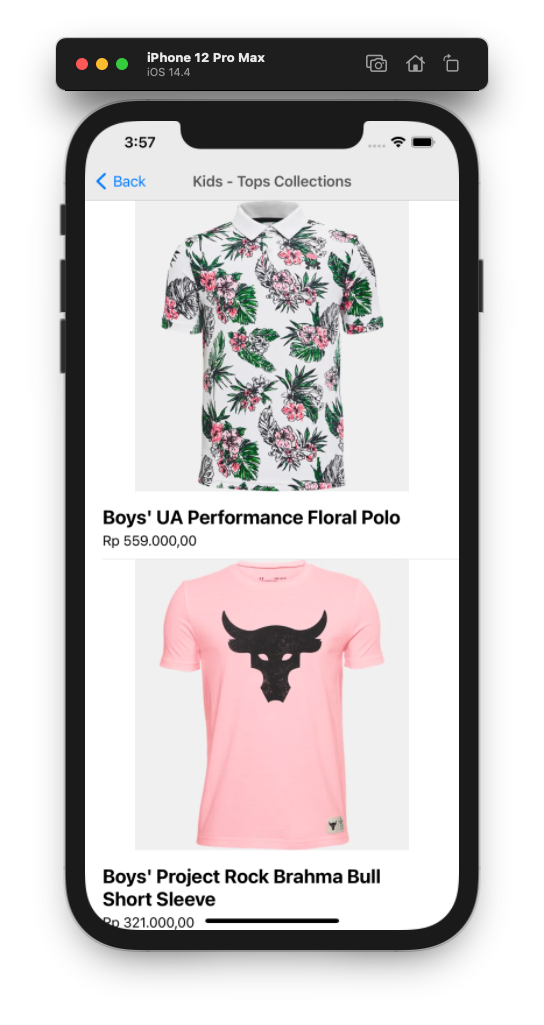 iPhone 12 Pro Max
iOS 14.4
3:57
Back
Kids - Tops Collections
Boys' UA Performance Floral Polo
Rp 559.000,00
Boys' Project Rock Brahma Bull
Short Sleeve
Rp 321.000,00